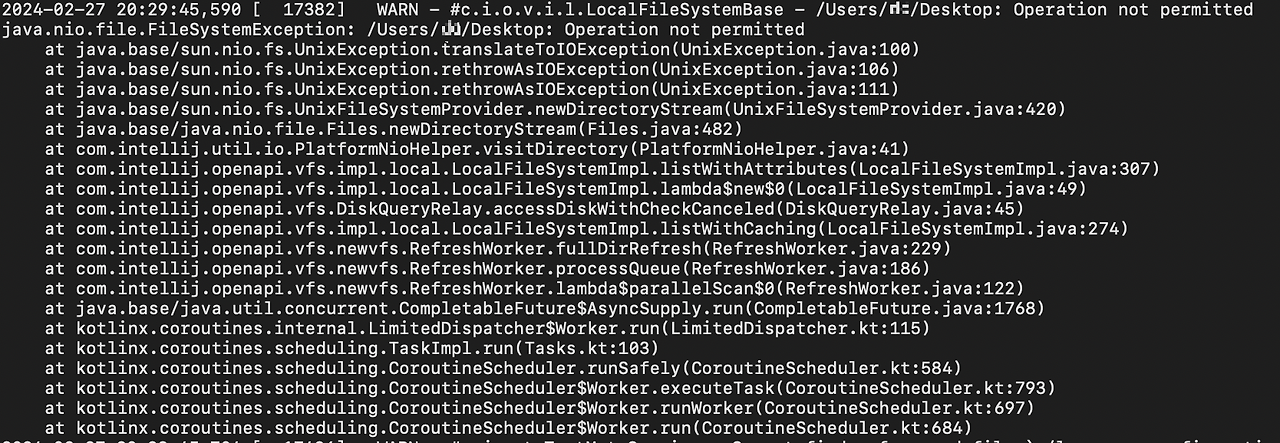 2024-02-27 20:29:45,590 [  17382]   WARN - #c.i.o.v.i.l.LocalFileSystemBase - /Users/ /Desktop: Operation not permitted
java.nio.file.FileSystemException: /Users/ /Desktop: Operation not permitted
    at java.base/sun.nio.fs.UnixException.translateToIOException(UnixException.java:100)
    at java.base/sun.nio.fs.UnixException.rethrowAsIOException(UnixException.java:106)
    at java.base/sun.nio.fs.UnixException.rethrowAsIOException(UnixException.java:111)
    at java.base/sun.nio.fs.UnixFileSystemProvider.newDirectoryStream(UnixFileSystemProvider.java:420)
    at java.base/java.nio.file.Files.newDirectoryStream(Files.java:482)
    at com.intellij.util.io.PlatformNioHelper.visitDirectory(PlatformNioHelper.java:41)
    at com.intellij.openapi.vfs.impl.local.LocalFileSystemImpl.listWithAttributes(LocalFileSystemImpl.java:307)
    at com.intellij.openapi.vfs.impl.local.LocalFileSystemImpl.lambda$new$0(LocalFileSystemImpl.java:49)
    at com.intellij.openapi.vfs.DiskQueryRelay.accessDiskWithCheckCanceled(DiskQueryRelay.java:45)
    at com.intellij.openapi.vfs.impl.local.LocalFileSystemImpl.listWithCaching(LocalFileSystemImpl.java:274)
    at com.intellij.openapi.vfs.newvfs.RefreshWorker.fullDirRefresh(RefreshWorker.java:229)
    at com.intellij.openapi.vfs.newvfs.RefreshWorker.processQueue(RefreshWorker.java:186)
    at com.intellij.openapi.vfs.newvfs.RefreshWorker.lambda$parallelScan$0(RefreshWorker.java:122)
    at java.base/java.util.concurrent.CompletableFuture$AsyncSupply.run(CompletableFuture.java:1768)
    at kotlinx.coroutines.internal.LimitedDispatcher$Worker.run(LimitedDispatcher.kt:115)
    at kotlinx.coroutines.scheduling.TaskImpl.run(Tasks.kt:103)
    at kotlinx.coroutines.scheduling.CoroutineScheduler.runSafely(CoroutineScheduler.kt:584)
    at kotlinx.coroutines.scheduling.CoroutineScheduler$Worker.executeTask(CoroutineScheduler.kt:793)
    at kotlinx.coroutines.scheduling.CoroutineScheduler$Worker.runWorker(CoroutineScheduler.kt:697)
    at kotlinx.coroutines.scheduling.CoroutineScheduler$Worker.run(CoroutineScheduler.kt:684)